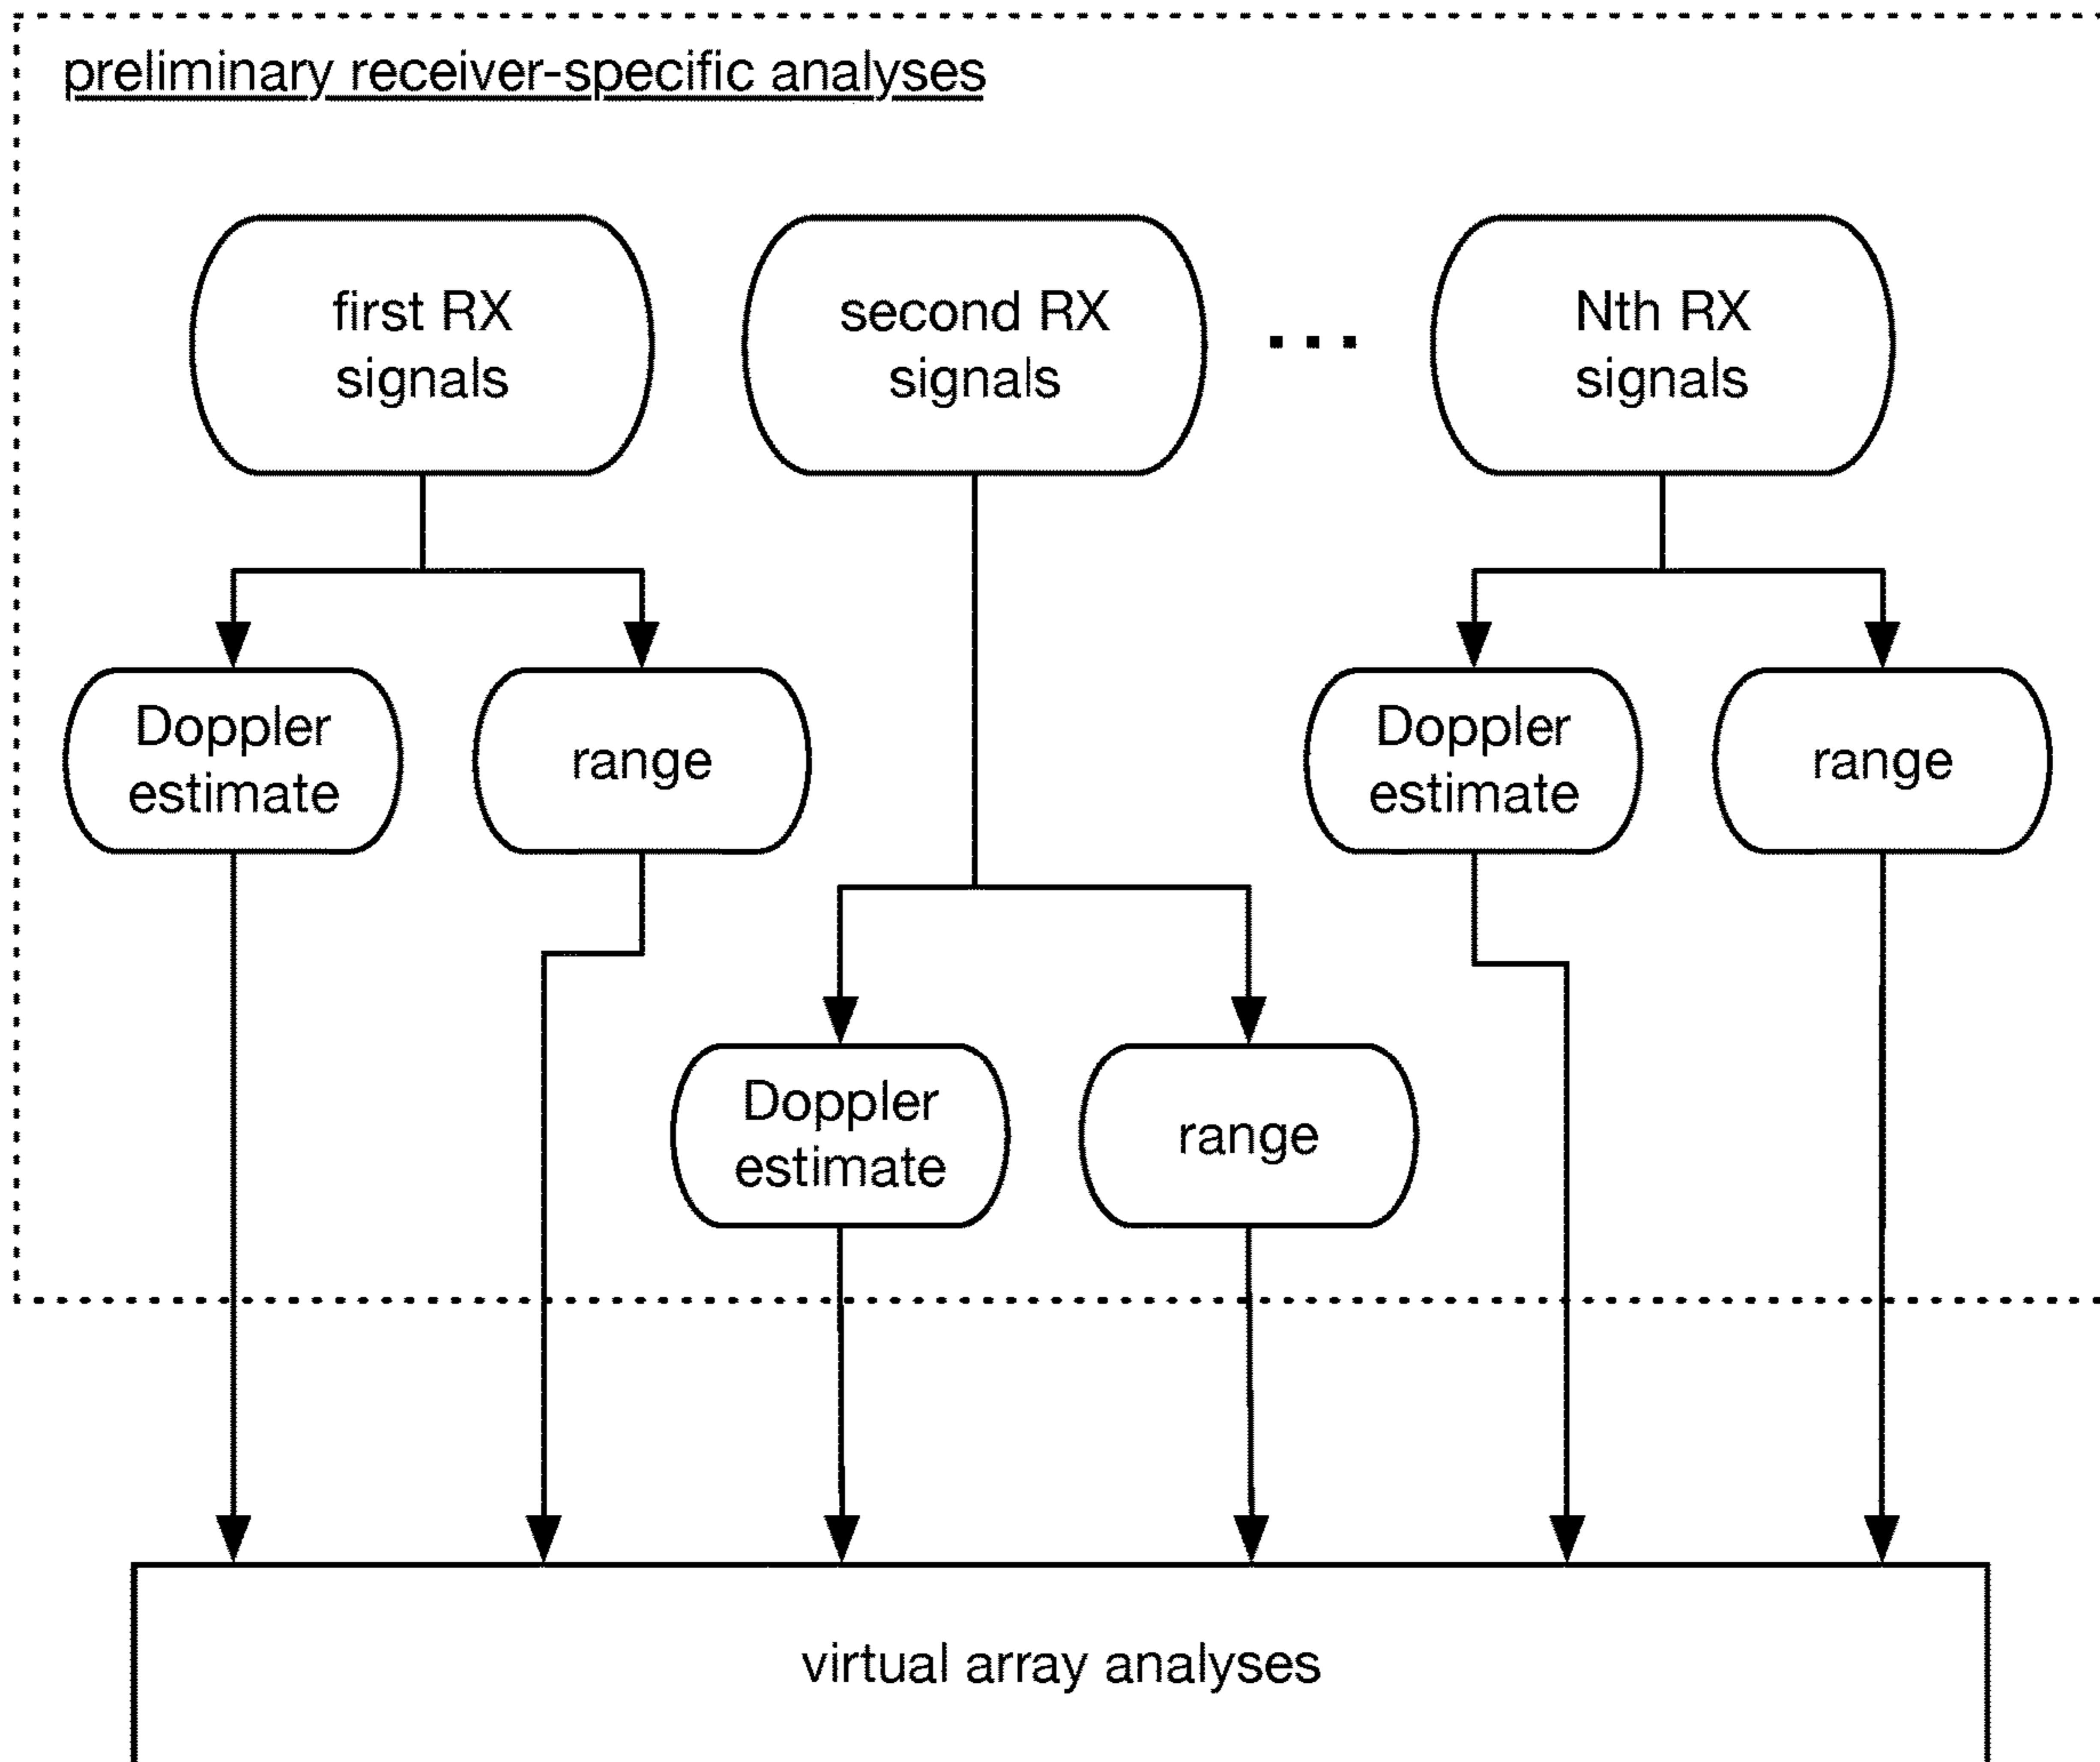 preliminary receiver-specific analyses
first RX
signals
second RX
signals
...
Nth RX
signals
Doppler
estimate
range
Doppler
estimate
range
Doppler
estimate
range
virtual array analyses